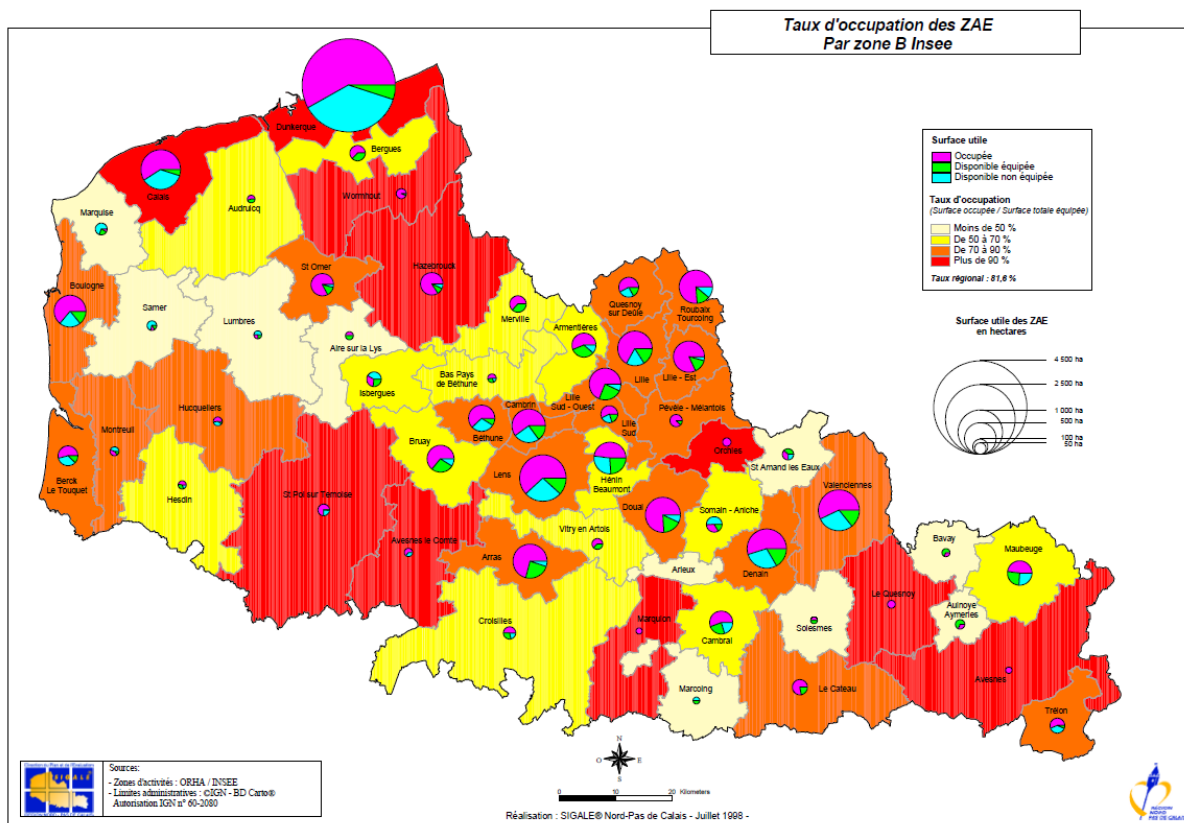 Taux d'occupation des ZAE
Par zone B Insee
Surface utile
Occupée
Disponible équipée
Disponible non équipée
Taux d'occupation
(Surface occupée / Surface totale équipée)
Moins de 50 %
De 50 à 70 %
De 70 à 90 %
Plus de 90 %
Taux régional : 81,6 %
Surface utile des ZAE
en hectares
4 500 ha
2 500 ha
1 000 ha
500 ha
100 ha
50 ha
Dunkerque
Bergues
Calais
Audruicq
Wormhout
Marquise
St Omer
Hazebrouck
Boulogne
Samer
Lumbres
Aire sur la Lys
Merville
Armentières
Quesnoy
sur Deûle
Roubaix
Tourcoing
Lille
Lille - Est
Isbergues
Bas Pays
de Béthune
Lille
Sud - Ouest
Lille
Sud
Pévèle - Mélantois
Hucqueliers
Montreuil
Cambrin
Béthune
Bruay
Orchies
St Amand les Eaux
Berck
Le Touquet
Hesdin
St Pol sur Ternoise
Lens
Hénin
Beaumont
Douai
Somain - Aniche
Valenciennes
Avesnes le Comte
Arras
Vitry en Artois
Arleux
Denain
Bavay
Maubeuge
Croisilles
Marquion
Cambrai
Solesmes
Le Quesnoy
Aulnoye
Aymeries
Marcoing
Le Cateau
Avesnes
Trélon
N
O
E
S
0
10
20
Kilometers
Sources:
- Zones d'activités : ORHA / INSEE
- Limites administratives : ©IGN - BD Carto®
Autorisation IGN n° 60-2080
SIGALE
Réalisation : SIGALE® Nord-Pas de Calais - Juillet 1998 -
REGION
NORD
PAS DE CALAIS